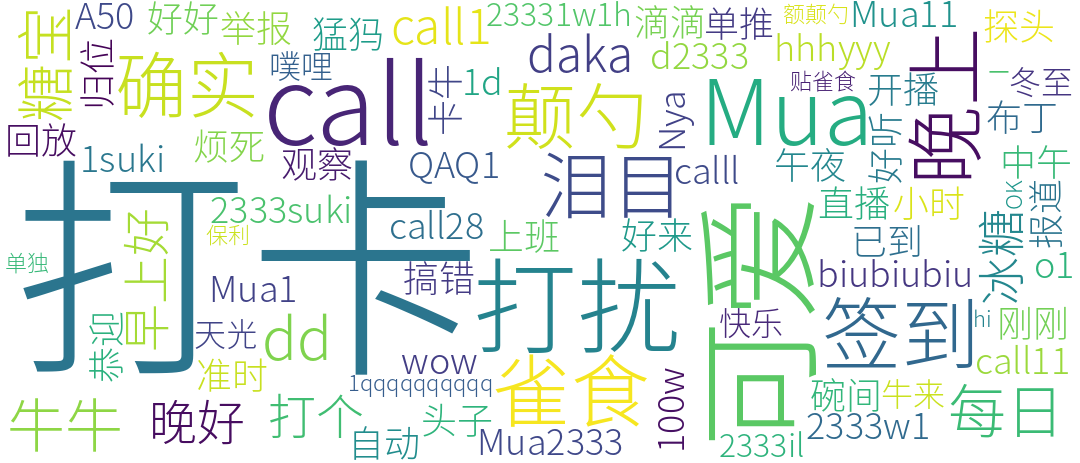 A50
好好
举报
猛犸
call1
23331w1h
滴滴
单推
额颠勺
Mua11
探头
糖宝
归位
确实
噗哩
call
卡牛
1d
daka
d2333
颠勺
Nya
Mua
hhhyyy
贴雀食
开播
晚上
一
冬至
布丁
回放
1suki
烦死
观察
QAQ1
泪目
calll
午夜
好听
中午
打卡
早上好
2333suki
保利
call28
上班
好来
可爱
直播
小时
冰糖
OK
报道
单独
Mua1
搞错
打扰
已到
biubiubiu
o1
恭迎
天光
dd
快乐
签到
hi
刚刚
准时
wow
1qqqqqqqqqq
雀食
100w
碗间
牛来
call11
牛牛
晚好
打个
自动
头子
Mua2333
2333il
2333w1
每日